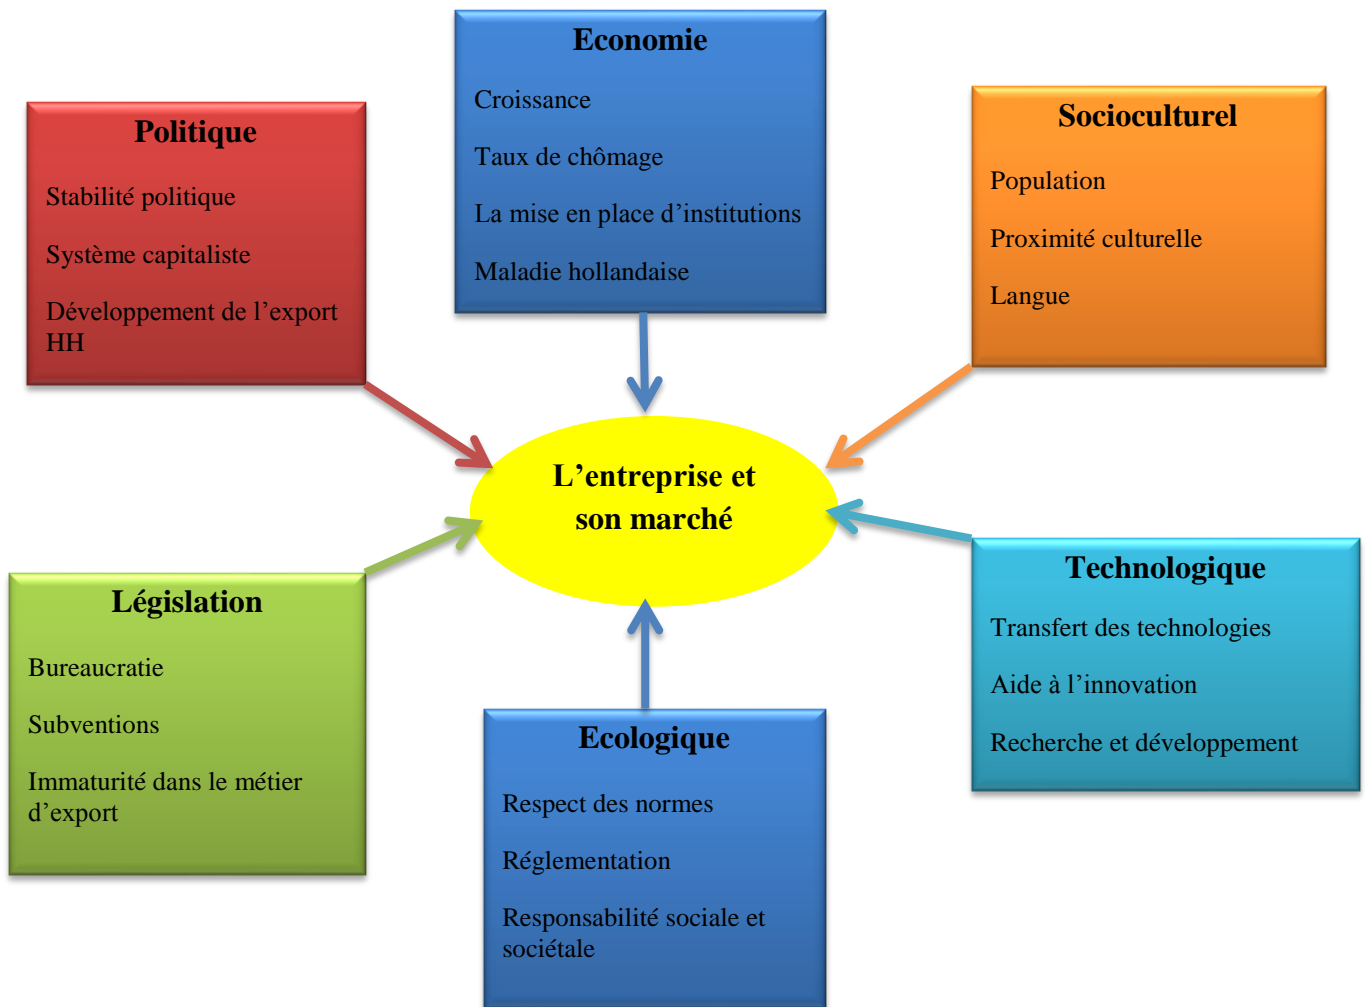 Economie
Croissance
Taux de chômage
La mise en place d’institutions
Maladie hollandaise
Politique
Stabilité politique
Système capitaliste
Développement de l’export
HH
Socioculturel
Population
Proximité culturelle
Langue
L’entreprise et
son marché
Législation
Bureaucratie
Subventions
Immaturité dans le métier
d’export
Ecologique
Respect des normes
Réglementation
Responsabilité sociale et
sociétale
Technologique
Transfert des technologies
Aide à l’innovation
Recherche et développement